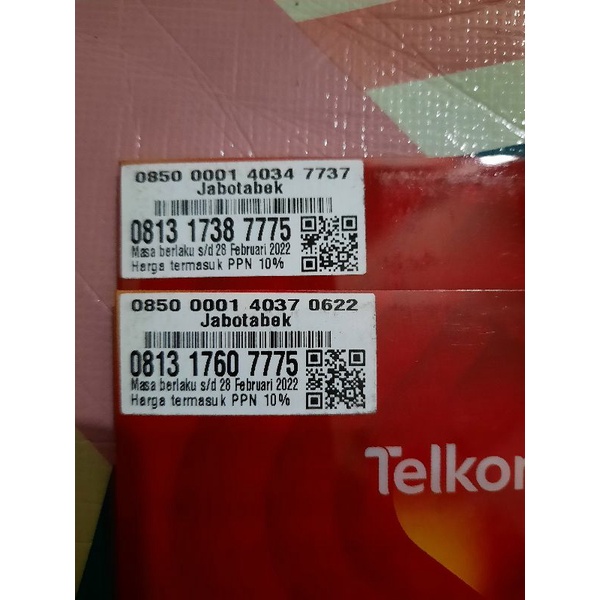 0850 0001 4034 7737
Jabotabek
0813 1738 7775
Masa berlaku s/d 28 Februari 2022
Harga termasuk PPN 10%
0850 0001 4037 0622
Jabotabek
0813 1760 7775
Masa berlaku s/d 28 Februari 2022
Harga termasuk PPN 10%
Telkom